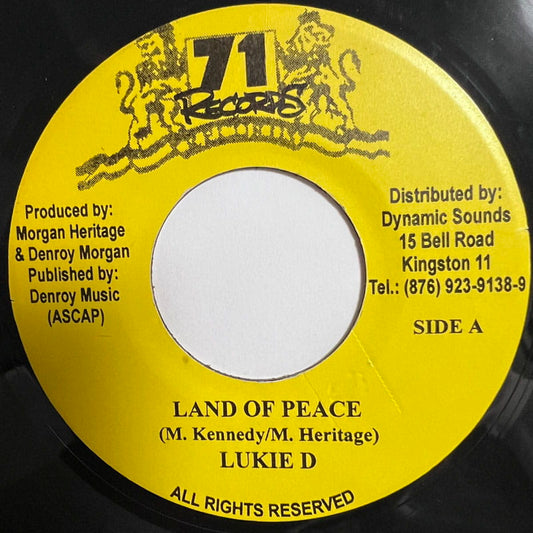 71
RECORDS
Produced by:
Morgan Heritage
& Denroy Morgan
Published by:
Denroy Music
(ASCAP)
Distributed by:
Dynamic Sounds
15 Bell Road
Kingston 11
Tel.: (876) 923-9138-9
SIDE A
LAND OF PEACE
(M. Kennedy/M. Heritage)
LUKIE D
ALL RIGHTS RESERVED